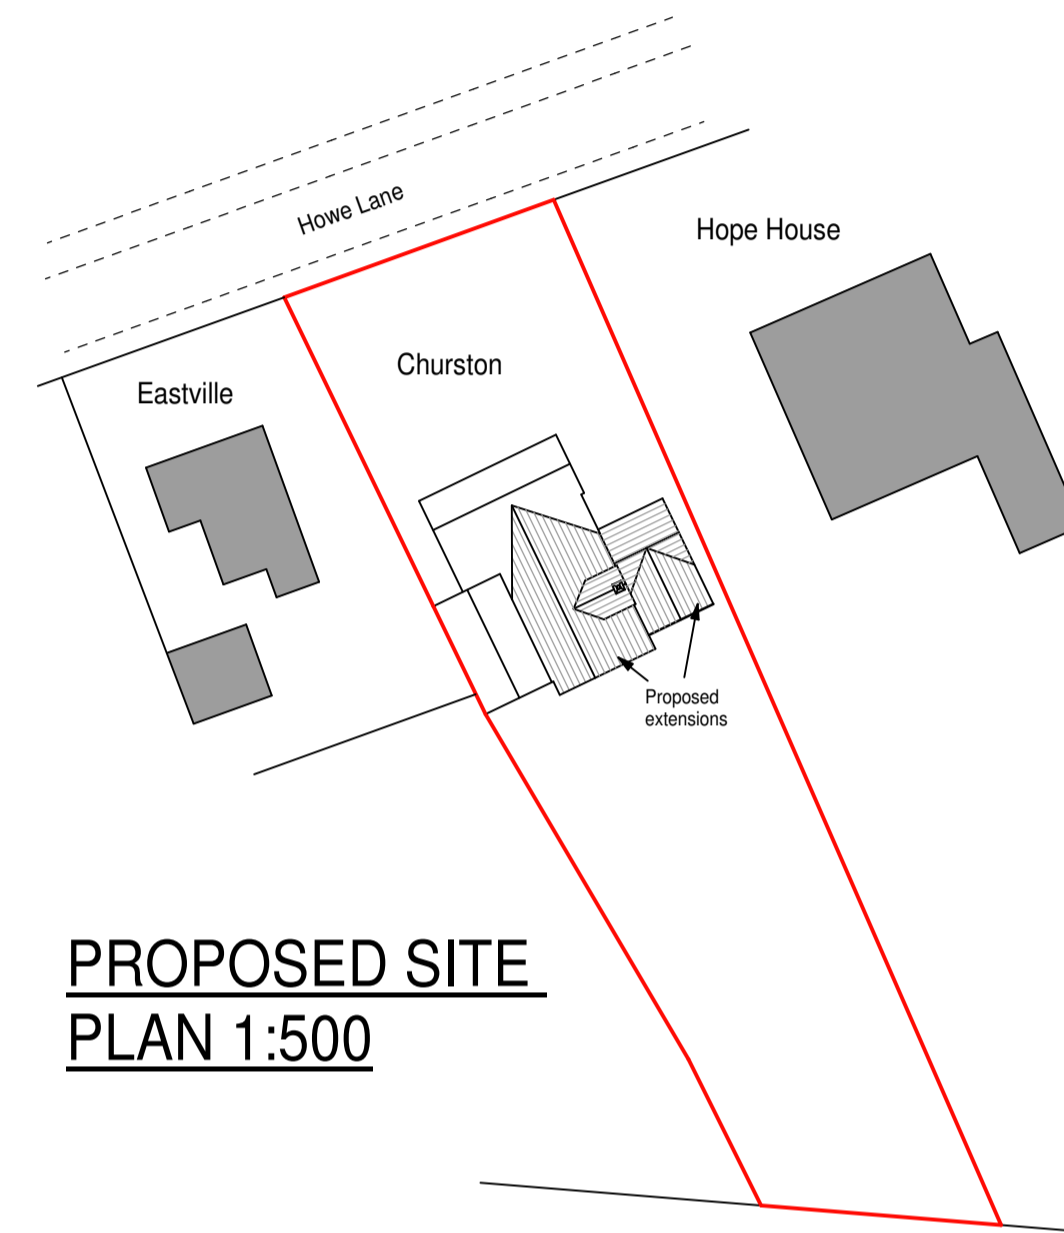 Howe Lane
Hope House
Churston
Eastville
Proposed
extensions
PROPOSED SITE
PLAN 1:500